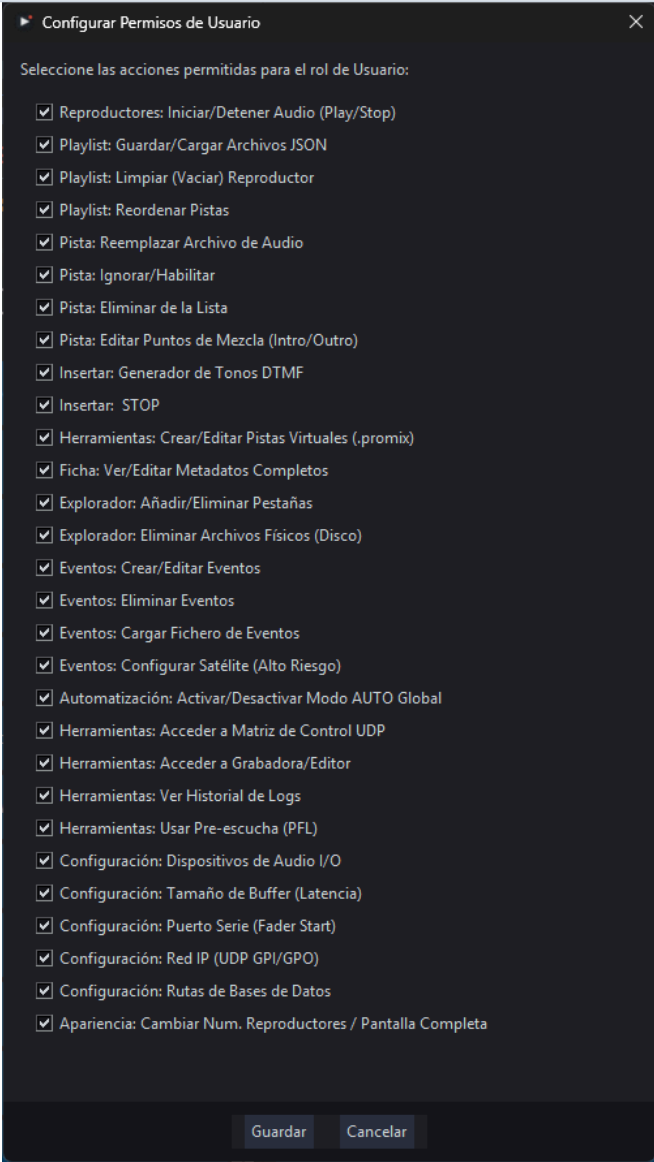 Configurar Permisos de Usuario
Seleccione las acciones permitidas para el rol de Usuario:
Reproductores: Iniciar/Detener Audio (Play/Stop)
Playlist: Guardar/Cargar Archivos JSON
Playlist: Limpiar (Vaciar) Reproductor
Playlist: Reordenar Pistas
Pista: Reemplazar Archivo de Audio
Pista: Ignorar/Habilitar
Pista: Eliminar de la Lista
Pista: Editar Puntos de Mezcla (Intro/Outro)
Insertar: Generador de Tonos DTMF
Insertar:  STOP
Herramientas: Crear/Editar Pistas Virtuales (.promix)
Ficha: Ver/Editar Metadatos Completos
Explorador: Añadir/Eliminar Pestañas
Explorador: Eliminar Archivos Físicos (Disco)
Eventos: Crear/Editar Eventos
Eventos: Eliminar Eventos
Eventos: Cargar Fichero de Eventos
Eventos: Configurar Satélite (Alto Riesgo)
Automatización: Activar/Desactivar Modo AUTO Global
Herramientas: Acceder a Matriz de Control UDP
Herramientas: Acceder a Grabadora/Editor
Herramientas: Ver Historial de Logs
Herramientas: Usar Pre-escucha (PFL)
Configuración: Dispositivos de Audio I/O
Configuración: Tamaño de Buffer (Latencia)
Configuración: Puerto Serie (Fader Start)
Configuración: Red IP (UDP GPI/GPO)
Configuración: Rutas de Bases de Datos
Apariencia: Cambiar Num. Reproductores / Pantalla Completa
Guardar Cancelar